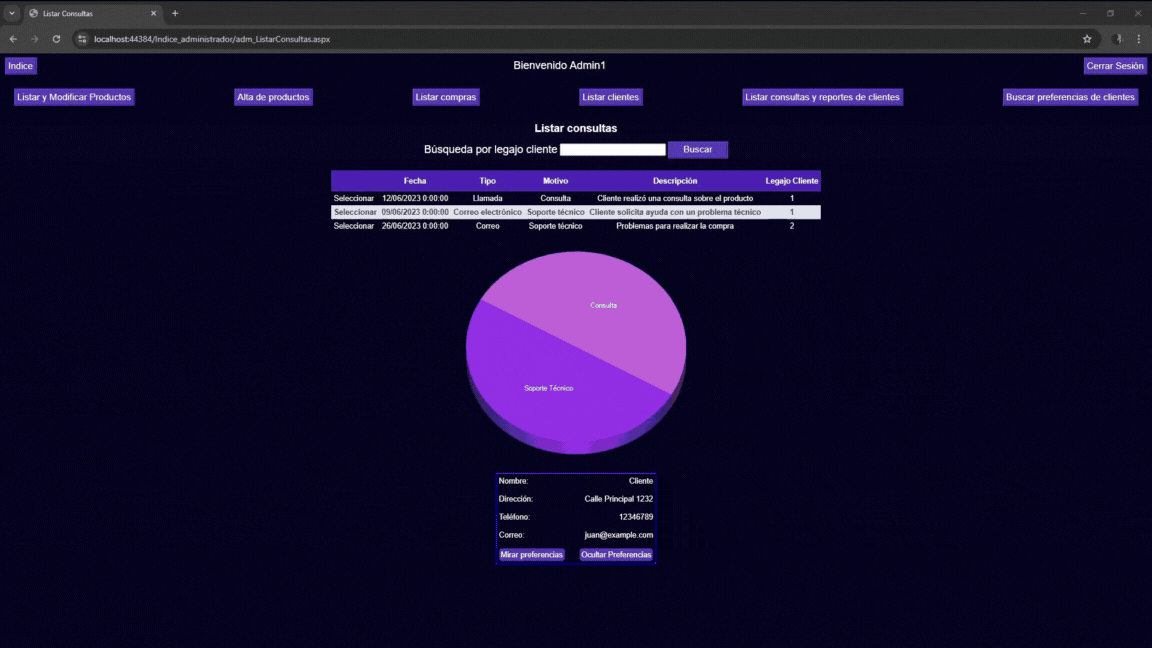 Listar Consultas
localhost:44384/Indice_administrador/adm_ListarConsultas.aspx
Indice Bienvenido Admin1 Cerrar Sesión
Listar y Modificar Productos Alta de productos Listar compras Listar clientes Listar consultas y reportes de clientes Buscar preferencias de clientes
Listar consultas
Búsqueda por legajo cliente Buscar
Fecha Tipo Motivo Descripción Legajo Cliente
Seleccionar 12/06/2023 0:00:00 Llamada Consulta Cliente realizó una consulta sobre el producto 1
Seleccionar 09/06/2023 0:00:00 Correo electrónico Soporte técnico Cliente solicita ayuda con un problema técnico 1
Seleccionar 26/06/2023 0:00:00 Correo Soporte técnico Problemas para realizar la compra 2
Consulta
Soporte Técnico
Nombre: Cliente
Dirección: Calle Principal 1232
Teléfono: 12346789
Correo: juan@example.com
Mirar preferencias Ocultar Preferencias